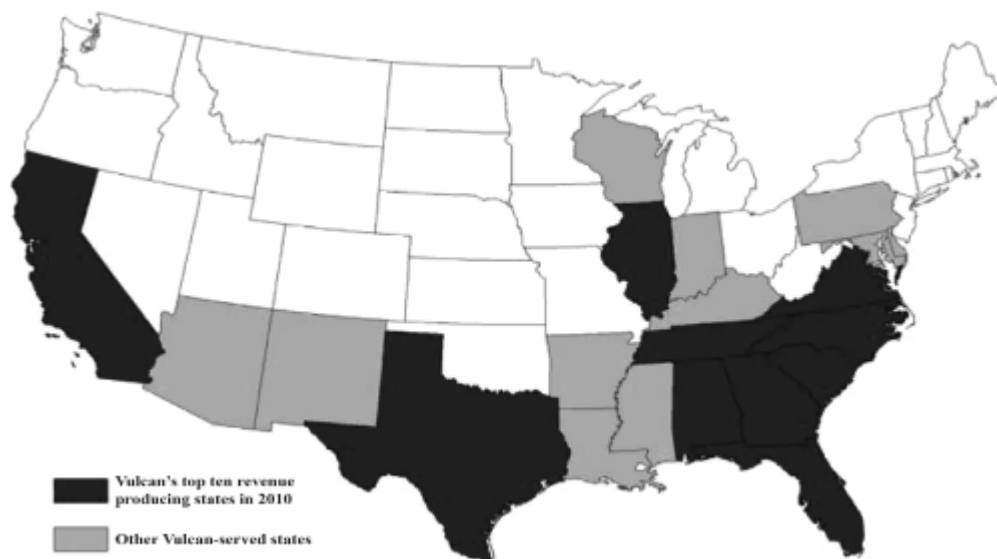 Vulcan's top ten revenue
producing states in 2010
Other Vulcan-served states